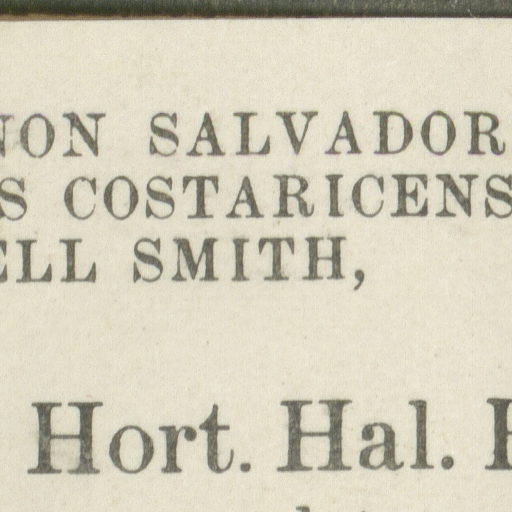 NON SALVADOR
S COSTARICENS
ELL SMITH,
Hort. Hal. H